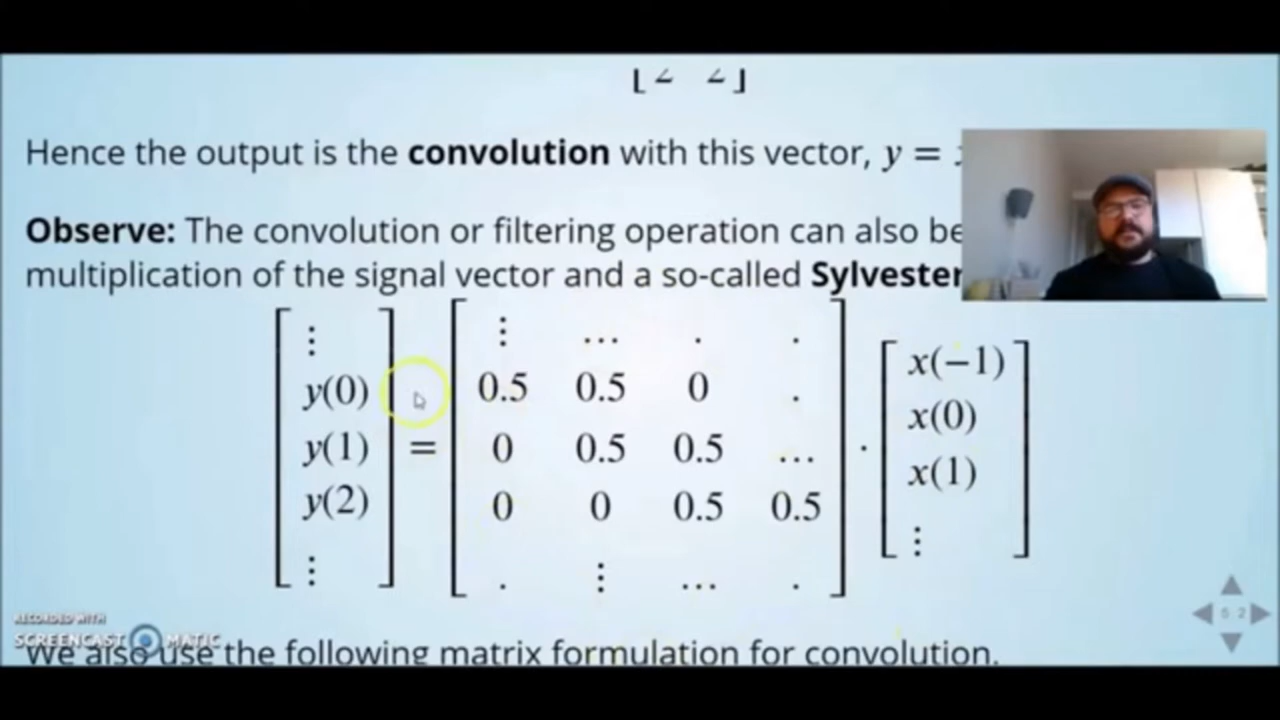 Hence the output is the convolution with this vector, y =
Observe: The convolution or filtering operation can also be
multiplication of the signal vector and a so-called Sylvester
[ ⋮ ] [ ⋮ … . . ]
y(0) 0.5 0.5 0 . x(−1)
y(1) = 0 0.5 0.5 … · x(0)
y(2) 0 0 0.5 0.5 x(1)
⋮ . ⋮ … . ⋮
RECORDED WITH
SCREENCAST MATIC
5.2
We also use the following matrix formulation for convolution.